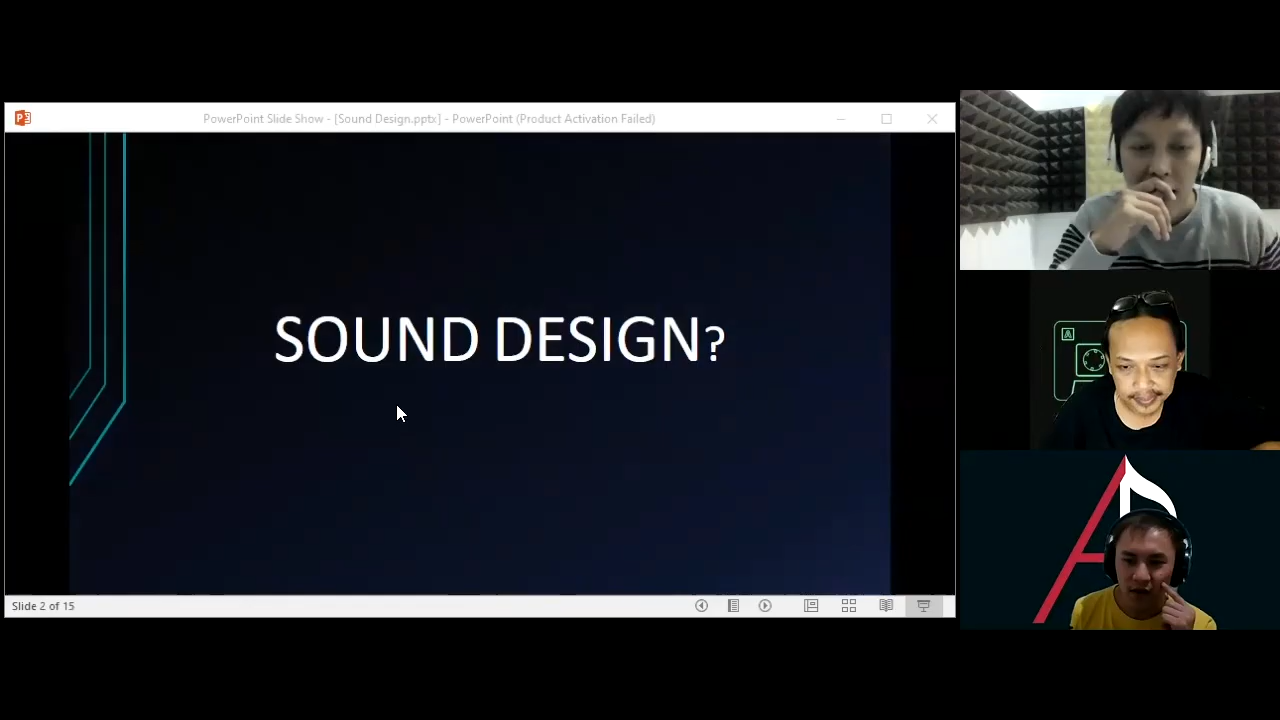 PowerPoint Slide Show - [Sound Design.pptx] - PowerPoint (Product Activation Failed)
SOUND DESIGN?
Slide 2 of 15
A